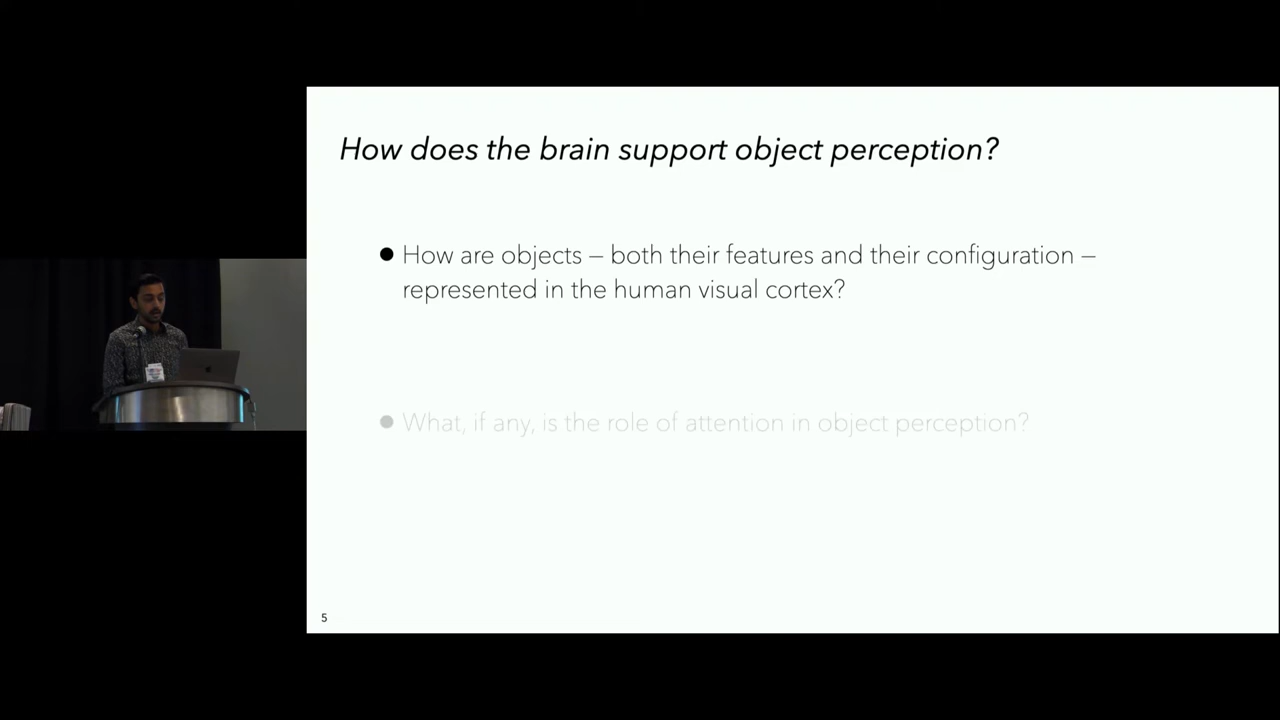 How does the brain support object perception?
● How are objects – both their features and their configuration –
represented in the human visual cortex?
● What, if any, is the role of attention in object perception?
5